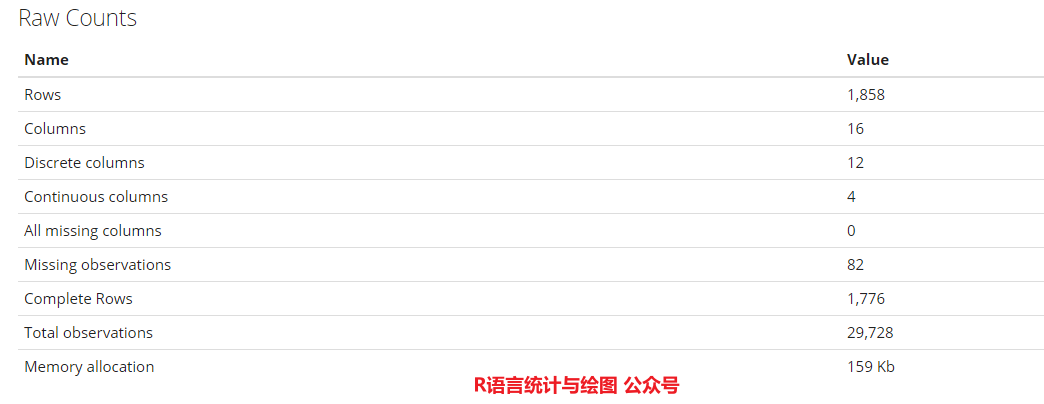 Raw Counts
Name Value
Rows 1,858
Columns 16
Discrete columns 12
Continuous columns 4
All missing columns 0
Missing observations 82
Complete Rows 1,776
Total observations 29,728
Memory allocation 159 Kb
R语言统计与绘图 公众号